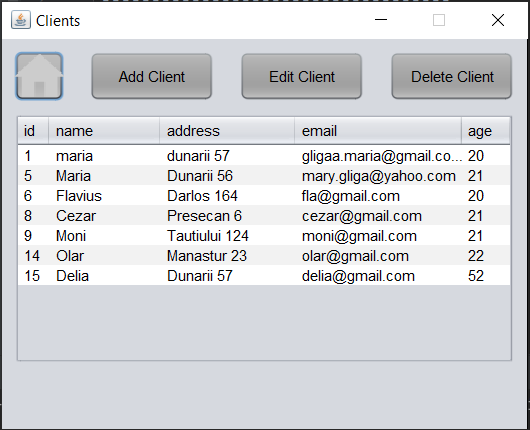 Clients
Add Client Edit Client Delete Client
id name address email age
1 maria dunarii 57 gligaa.maria@gmail.co... 20
5 Maria Dunarii 56 mary.gliga@yahoo.com 21
6 Flavius Darlos 164 fla@gmail.com 20
8 Cezar Presecan 6 cezar@gmail.com 21
9 Moni Tautiului 124 moni@gmail.com 21
14 Olar Manastur 23 olar@gmail.com 22
15 Delia Dunarii 57 delia@gmail.com 52